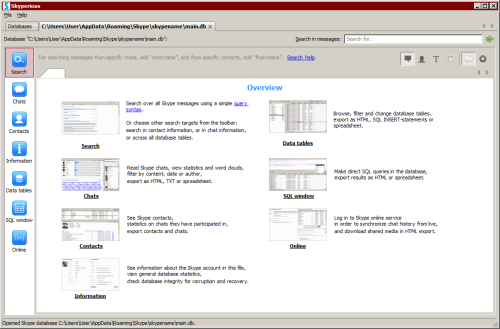 Skyperious
File Help
Databases
C:\Users\User\AppData\Roaming\Skype\skypename\main.db
Database "C:\Users\User\AppData\Roaming\Skype\skypename\main.db":
Search in messages:
Search for...
For searching messages from specific chats, add "chat:name", and from specific contacts, add "from:name".
Search help
Search
Chats
Contacts
Information
Data tables
SQL window
Online
Overview
Search over all Skype messages using a simple query
syntax.
Or choose other search targets from the toolbar:
search in contact information, or in chat information,
or across all database tables.
Search
Browse, filter and change database tables,
export as HTML, SQL INSERT-statements or
spreadsheet.
Data tables
Read Skype chats, view statistics and word clouds,
filter by content, date or author,
export as HTML, TXT or spreadsheet.
Chats
Make direct SQL queries in the database,
export results as HTML or spreadsheet.
SQL window
See Skype contacts,
statistics on chats they have participated in,
export contacts and chats.
Contacts
Log in to Skype online service
in order to synchronize chat history from live,
and download shared media in HTML export.
Online
See information about the Skype account in this file,
view general database statistics,
check database integrity for corruption and recovery.
Information
Opened Skype database C:\Users\User\AppData\Roaming\Skype\skypename\main.db.